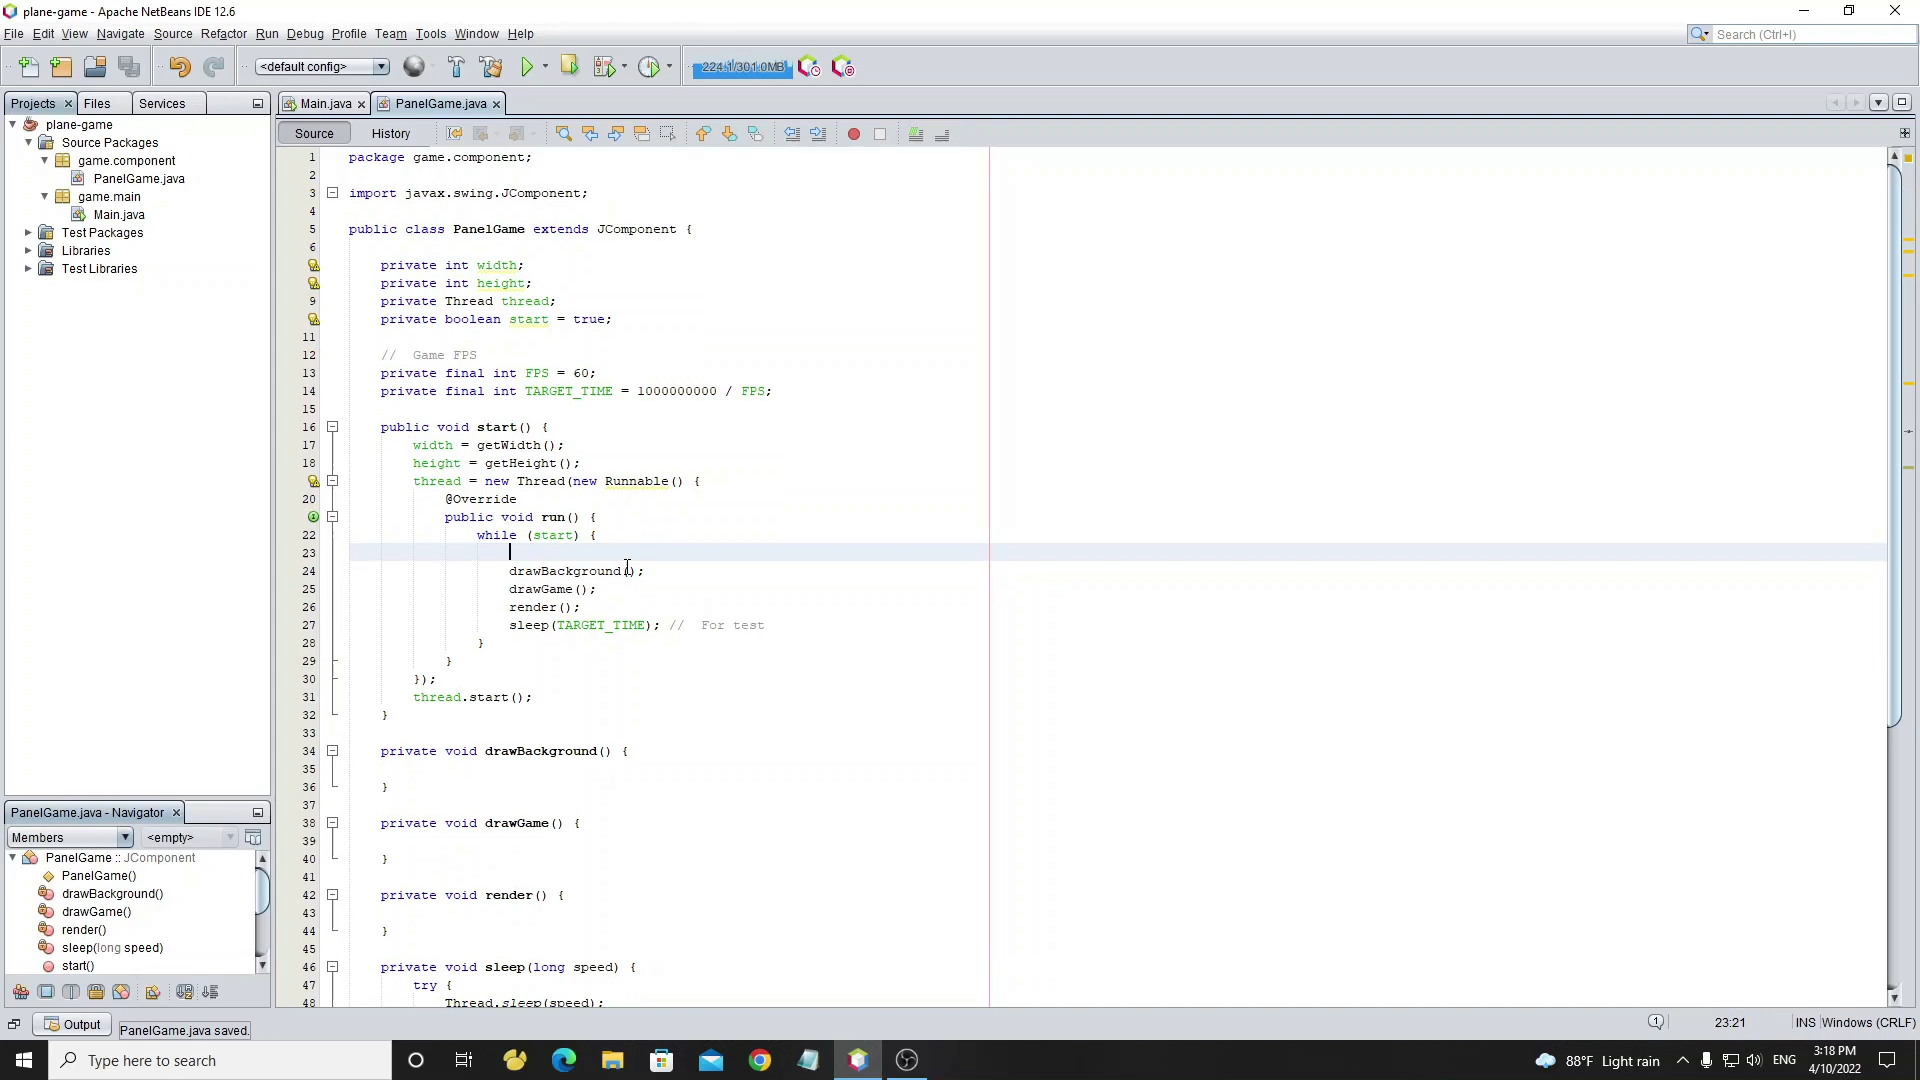 plane-game - Apache NetBeans IDE 12.6
File Edit View Navigate Source Refactor Run Debug Profile Team Tools Window Help
Search (Ctrl+I)
<default config>
224.1/301.0MB
Projects Files Services
Main.java PanelGame.java
plane-game
Source Packages
game.component
PanelGame.java
game.main
Main.java
Test Packages
Libraries
Test Libraries
Source History
1 package game.component;
2
3 import javax.swing.JComponent;
4
5 public class PanelGame extends JComponent {
6
private int width;
private int height;
9 private Thread thread;
private boolean start = true;
11
12 // Game FPS
13 private final int FPS = 60;
14 private final int TARGET_TIME = 1000000000 / FPS;
15
16 public void start() {
17 width = getWidth();
18 height = getHeight();
thread = new Thread(new Runnable() {
20 @Override
public void run() {
22 while (start) {
23
24 drawBackground();
25 drawGame();
26 render();
27 sleep(TARGET_TIME); // For test
28 }
29 }
30 });
31 thread.start();
32 }
33
34 private void drawBackground() {
35
36 }
37
38 private void drawGame() {
39
40 }
41
42 private void render() {
43
44 }
45
46 private void sleep(long speed) {
47 try {
48 Thread.sleep(speed);
PanelGame.java - Navigator
Members <empty>
PanelGame :: JComponent
PanelGame()
drawBackground()
drawGame()
render()
sleep(long speed)
start()
Output PanelGame.java saved.
1 23:21 INS Windows (CRLF)
Type here to search
88°F Light rain ENG 3:18 PM
4/10/2022